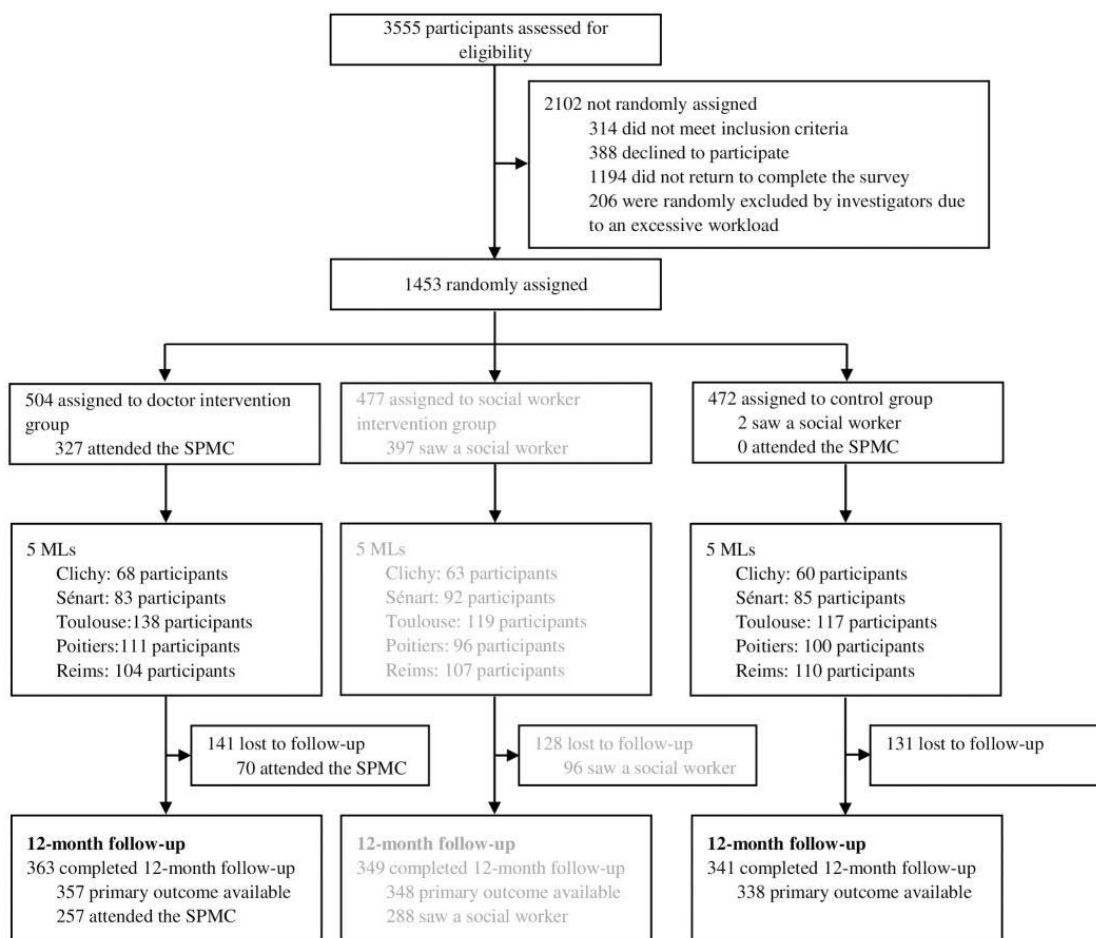 3555 participants assessed for
eligibility
2102 not randomly assigned
314 did not meet inclusion criteria
388 declined to participate
1194 did not return to complete the survey
206 were randomly excluded by investigators due
to an excessive workload
1453 randomly assigned
504 assigned to doctor intervention
group
327 attended the SPMC
477 assigned to social worker
intervention group
397 saw a social worker
472 assigned to control group
2 saw a social worker
0 attended the SPMC
5 MLs
Clichy: 68 participants
Sénart: 83 participants
Toulouse:138 participants
Poitiers:111 participants
Reims: 104 participants
5 MLs
Clichy: 63 participants
Sénart: 92 participants
Toulouse: 119 participants
Poitiers: 96 participants
Reims: 107 participants
5 MLs
Clichy: 60 participants
Sénart: 85 participants
Toulouse: 117 participants
Poitiers: 100 participants
Reims: 110 participants
141 lost to follow-up
70 attended the SPMC
128 lost to follow-up
96 saw a social worker
131 lost to follow-up
12-month follow-up
363 completed 12-month follow-up
357 primary outcome available
257 attended the SPMC
12-month follow-up
349 completed 12-month follow-up
348 primary outcome available
288 saw a social worker
12-month follow-up
341 completed 12-month follow-up
338 primary outcome available